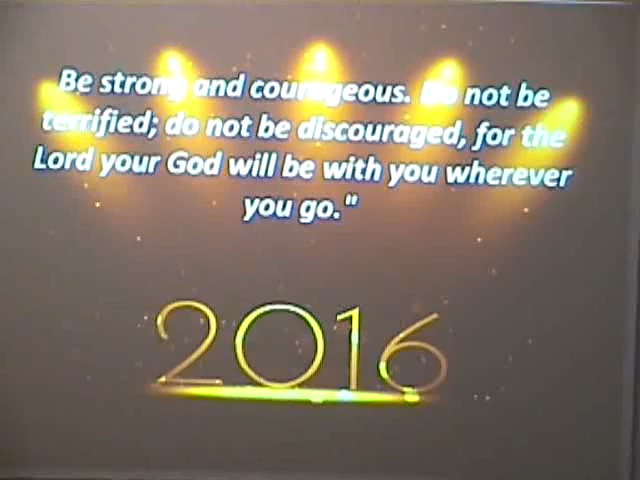 Be strong and courageous. Do not be
terrified; do not be discouraged, for the
Lord your God will be with you wherever
you go."
2016